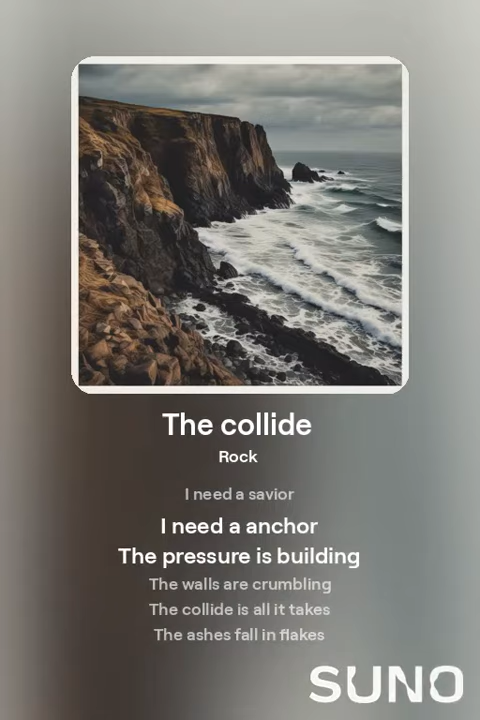 The collide
Rock
I need a savior
I need a anchor
The pressure is building
The walls are crumbling
The collide is all it takes
The ashes fall in flakes
SUNO